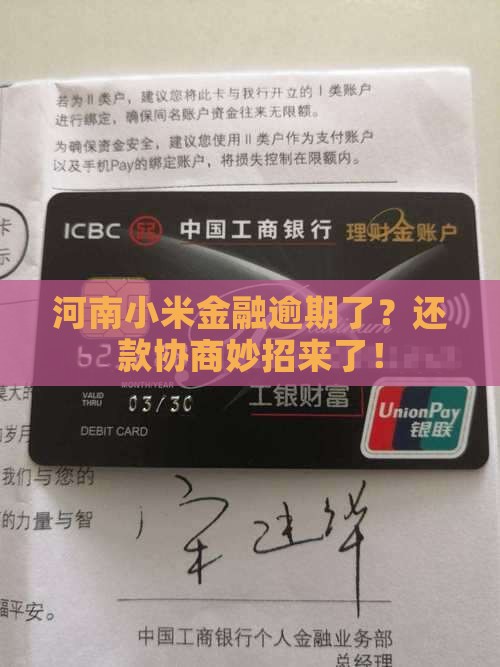 若为Ⅱ类户，建议您将此卡与我行开立的Ⅰ类账户
进行绑定，确保同名账户资金往来无限额。
为确保资金安全，建议您使用Ⅱ类户作为支付账户
以及手机Pay的绑定账户，将损失控制在限额内。
卡
示
ICBC 中国工商银行 理财金账户
Platinum
河南小米金融逾期了？还
款协商妙招来了！
62
MONTH/YEAR
VALID
THRU
03/30
工银财富
DEBIT CARD
UnionPay
银联
大的
岁月
我们与您的
的力量与智
福平安。
中国工商银行个人金融业务部
总经理